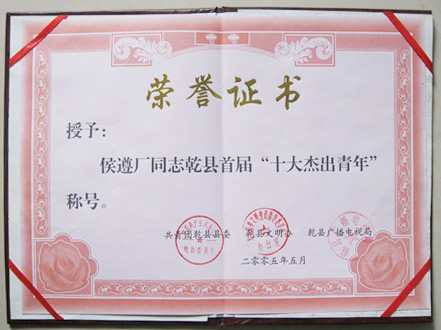 荣誉证书
授予：
侯遵厂同志乾县首届“十大杰出青年”
称号。
共青团乾县县委 乾县文明办 乾县广播电视局
二零零五年五月